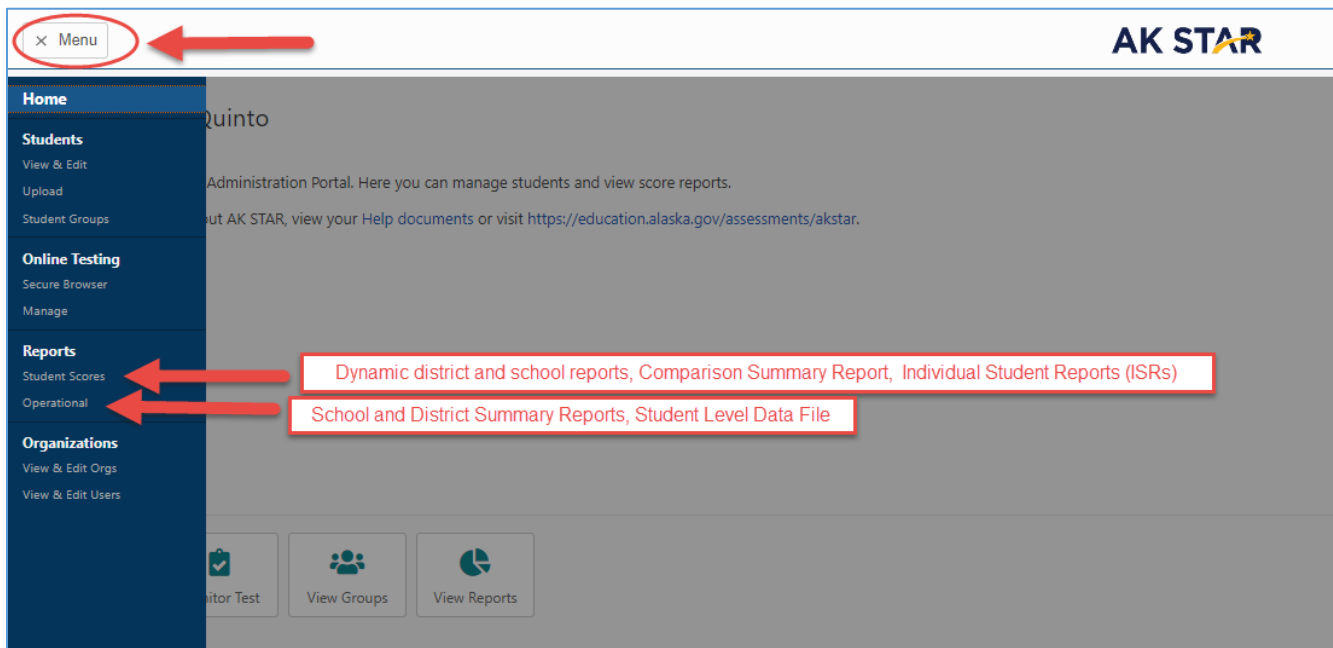 × Menu
AK STAR
Home
Students
View & Edit
Upload
Student Groups
Online Testing
Secure Browser
Manage
Reports
Student Scores
Operational
Organizations
View & Edit Orgs
View & Edit Users
Quinto
Administration Portal. Here you can manage students and view score reports.
out AK STAR, view your Help documents or visit https://education.alaska.gov/assessments/akstar.
Dynamic district and school reports, Comparison Summary Report, Individual Student Reports (ISRs)
School and District Summary Reports, Student Level Data File
nitor Test
View Groups
View Reports